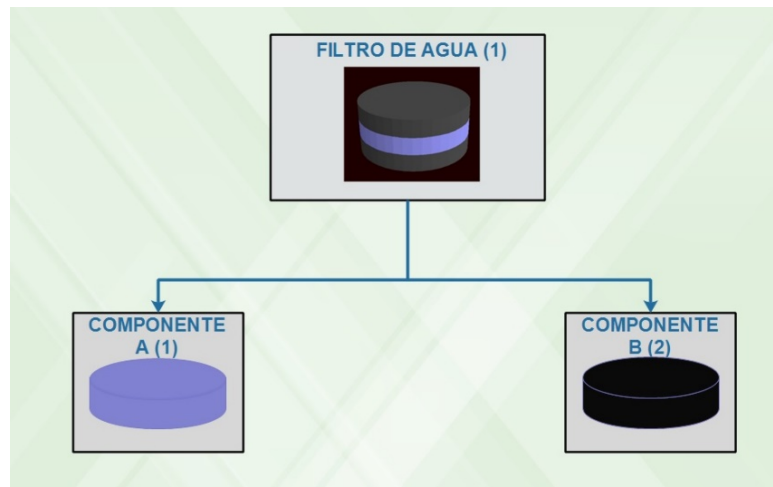 FILTRO DE AGUA (1)
COMPONENTE
A (1)
COMPONENTE
B (2)